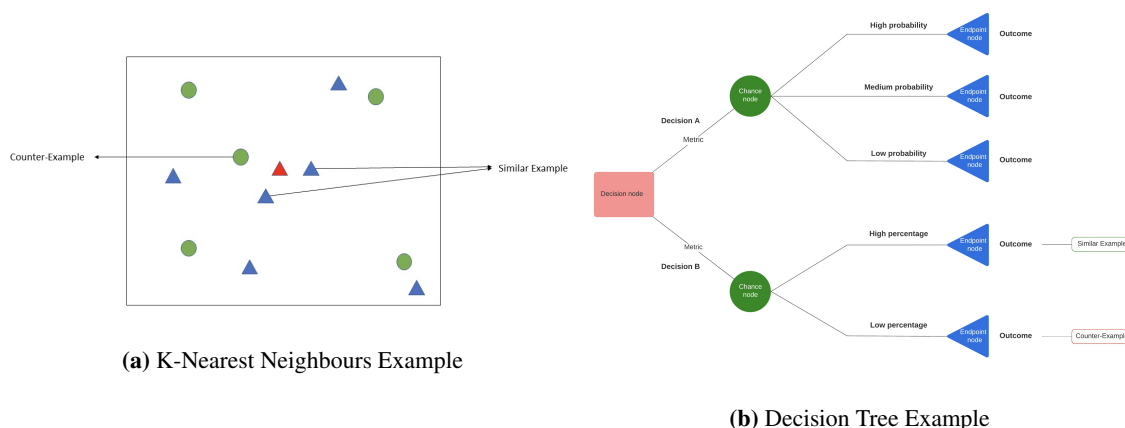 Counter-Example
Similar Example
(a) K-Nearest Neighbours Example
High probability
Endpoint
node
Outcome
Chance
node
Medium probability
Endpoint
node
Outcome
Decision A
Metric
Low probability
Endpoint
node
Outcome
Decision node
High percentage
Endpoint
node
Outcome
Similar Example
Metric
Decision B
Chance
node
Low percentage
Endpoint
node
Outcome
Counter-Example
(b) Decision Tree Example